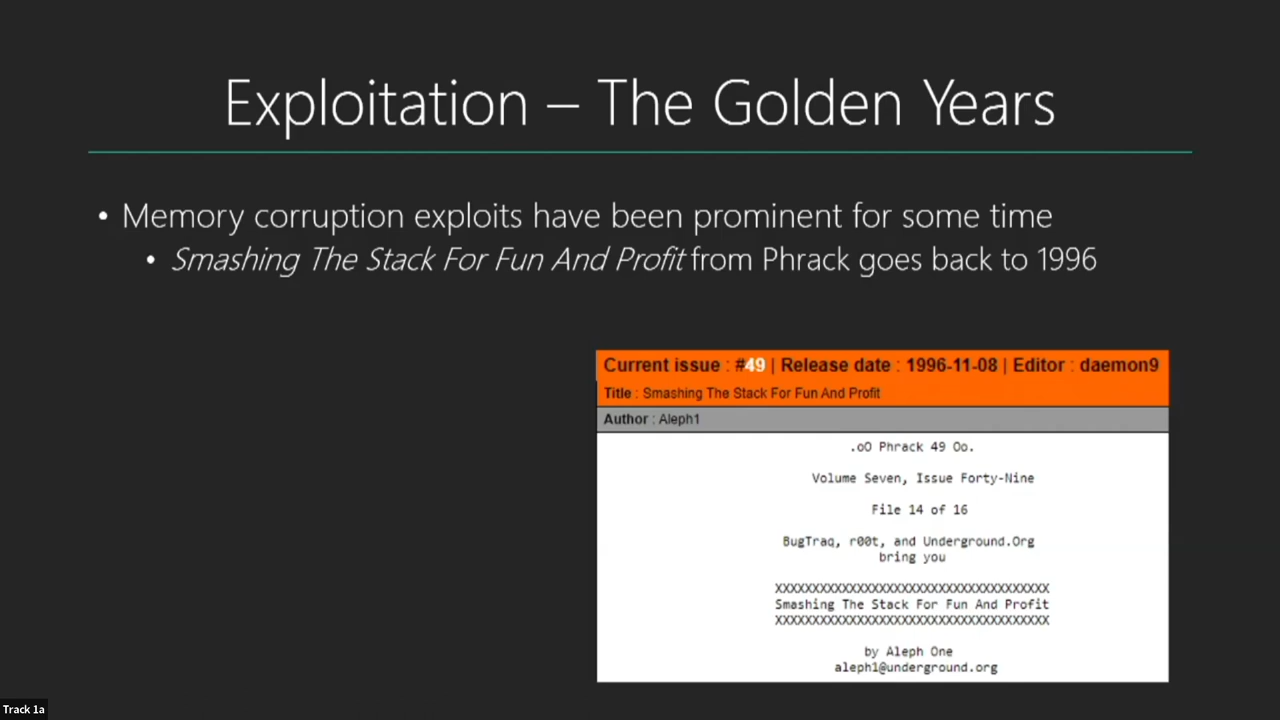 Exploitation – The Golden Years
• Memory corruption exploits have been prominent for some time
• Smashing The Stack For Fun And Profit from Phrack goes back to 1996
Current issue : #49 | Release date : 1996-11-08 | Editor : daemon9
Title : Smashing The Stack For Fun And Profit
Author : Aleph1
.oO Phrack 49 Oo.
Volume Seven, Issue Forty-Nine
File 14 of 16
BugTraq, r00t, and Underground.Org
bring you
XXXXXXXXXXXXXXXXXXXXXXXXXXXXXXXXXXXXX
Smashing The Stack For Fun And Profit
XXXXXXXXXXXXXXXXXXXXXXXXXXXXXXXXXXXXX
by Aleph One
aleph1@underground.org
Track 1a